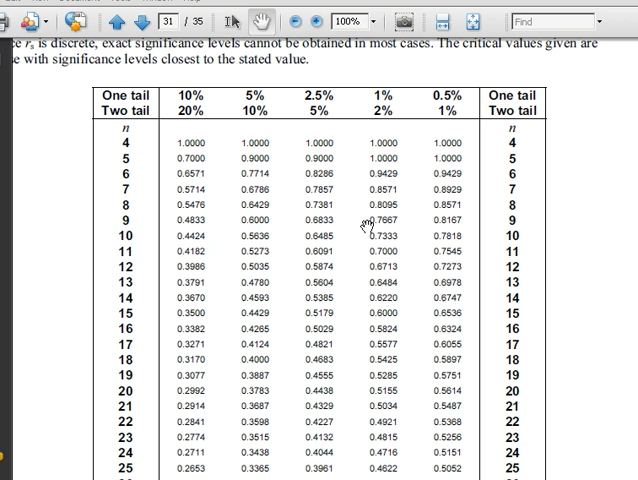 31 / 35
100%
Find
ce rs is discrete, exact significance levels cannot be obtained in most cases. The critical values given are
se with significance levels closest to the stated value.
One tail 10% 5% 2.5% 1% 0.5% One tail
Two tail 20% 10% 5% 2% 1% Two tail
n n
4 1.0000 1.0000 1.0000 1.0000 1.0000 4
5 0.7000 0.9000 0.9000 1.0000 1.0000 5
6 0.6571 0.7714 0.8286 0.9429 0.9429 6
7 0.5714 0.6786 0.7857 0.8571 0.8929 7
8 0.5476 0.6429 0.7381 0.8095 0.8571 8
9 0.4833 0.6000 0.6833 0.7667 0.8167 9
10 0.4424 0.5636 0.6485 0.7333 0.7818 10
11 0.4182 0.5273 0.6091 0.7000 0.7545 11
12 0.3986 0.5035 0.5874 0.6713 0.7273 12
13 0.3791 0.4780 0.5604 0.6484 0.6978 13
14 0.3670 0.4593 0.5385 0.6220 0.6747 14
15 0.3500 0.4429 0.5179 0.6000 0.6536 15
16 0.3382 0.4265 0.5029 0.5824 0.6324 16
17 0.3271 0.4124 0.4821 0.5577 0.6055 17
18 0.3170 0.4000 0.4683 0.5425 0.5897 18
19 0.3077 0.3887 0.4555 0.5285 0.5751 19
20 0.2992 0.3783 0.4438 0.5155 0.5614 20
21 0.2914 0.3687 0.4329 0.5034 0.5487 21
22 0.2841 0.3598 0.4227 0.4921 0.5368 22
23 0.2774 0.3515 0.4132 0.4815 0.5256 23
24 0.2711 0.3438 0.4044 0.4716 0.5151 24
25 0.2653 0.3365 0.3961 0.4622 0.5052 25